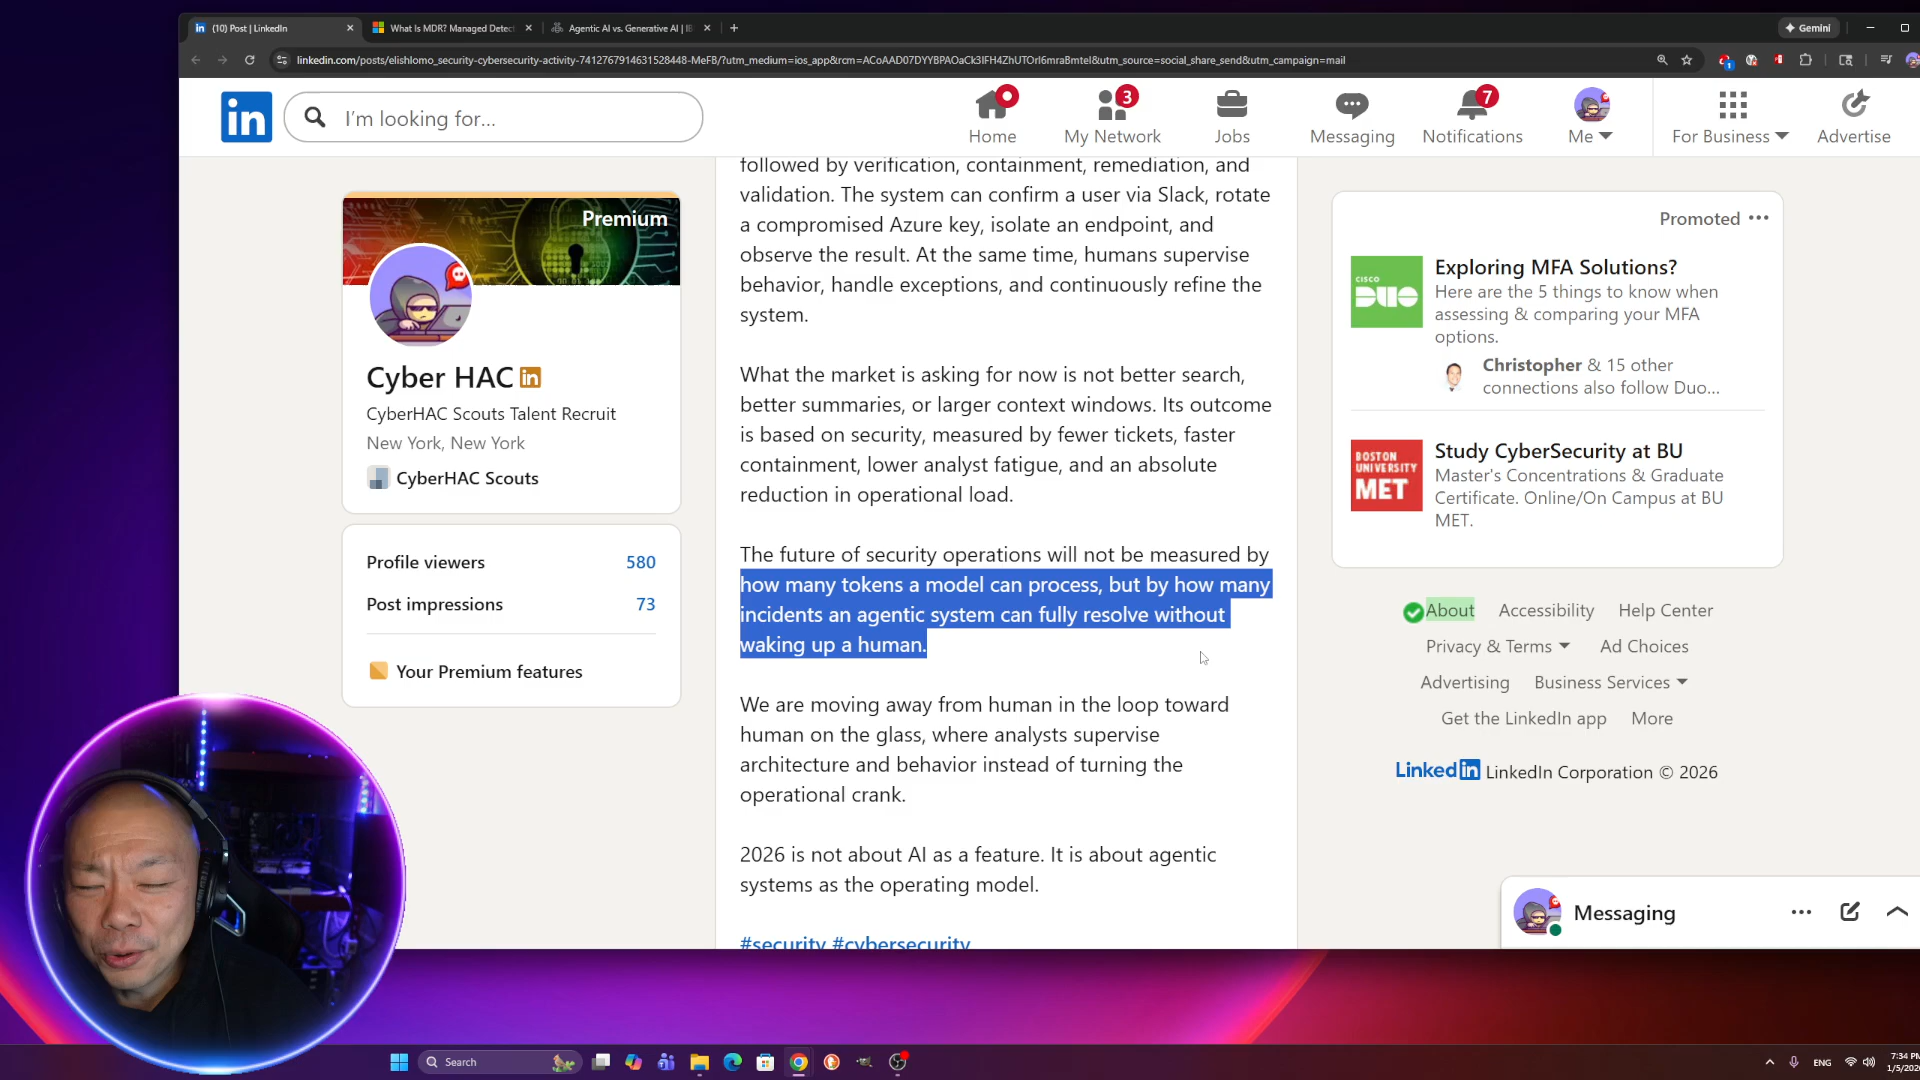 (10) Post | LinkedIn
What Is MDR? Managed Detect
Agentic AI vs. Generative AI | IB
Gemini
linkedin.com/posts/elishlomo_security-cybersecurity-activity-7412767914631528448-MeFB/?utm_medium=ios_app&rcm=ACoAAD07DYYBPAOaCk3IFH4ZhUTOrl6mraBmteI&utm_source=social_share_send&utm_campaign=mail
in
I'm looking for...
Home
3
My Network
Jobs
Messaging
7
Notifications
Me
For Business
Advertise
Premium
Cyber HAC in
CyberHAC Scouts Talent Recruit
New York, New York
CyberHAC Scouts
Profile viewers 580
Post impressions 73
Your Premium features
followed by verification, containment, remediation, and
validation. The system can confirm a user via Slack, rotate
a compromised Azure key, isolate an endpoint, and
observe the result. At the same time, humans supervise
behavior, handle exceptions, and continuously refine the
system.
What the market is asking for now is not better search,
better summaries, or larger context windows. Its outcome
is based on security, measured by fewer tickets, faster
containment, lower analyst fatigue, and an absolute
reduction in operational load.
The future of security operations will not be measured by
how many tokens a model can process, but by how many
incidents an agentic system can fully resolve without
waking up a human.
We are moving away from human in the loop toward
human on the glass, where analysts supervise
architecture and behavior instead of turning the
operational crank.
2026 is not about AI as a feature. It is about agentic
systems as the operating model.
#security #cybersecurity
Promoted
CISCO
DUO
Exploring MFA Solutions?
Here are the 5 things to know when
assessing & comparing your MFA
options.
Christopher & 15 other
connections also follow Duo...
BOSTON
UNIVERSITY
MET
Study CyberSecurity at BU
Master's Concentrations & Graduate
Certificate. Online/On Campus at BU
MET.
About Accessibility Help Center
Privacy & Terms Ad Choices
Advertising Business Services
Get the LinkedIn app More
LinkedIn LinkedIn Corporation © 2026
Messaging
Search
ENG
7:34 PM
1/5/2026